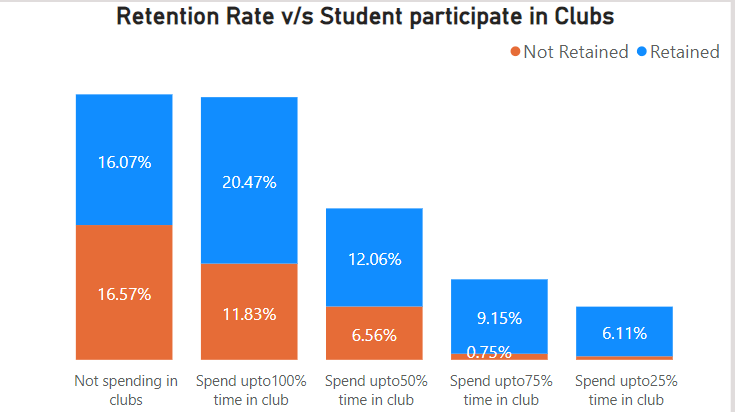 Retention Rate v/s Student participate in Clubs
Not Retained Retained
16.07%
20.47%
12.06%
9.15%
6.11%
16.57%
11.83%
6.56%
0.75%
Not spending in
clubs
Spend upto100%
time in club
Spend upto50%
time in club
Spend upto75%
time in club
Spend upto25%
time in club